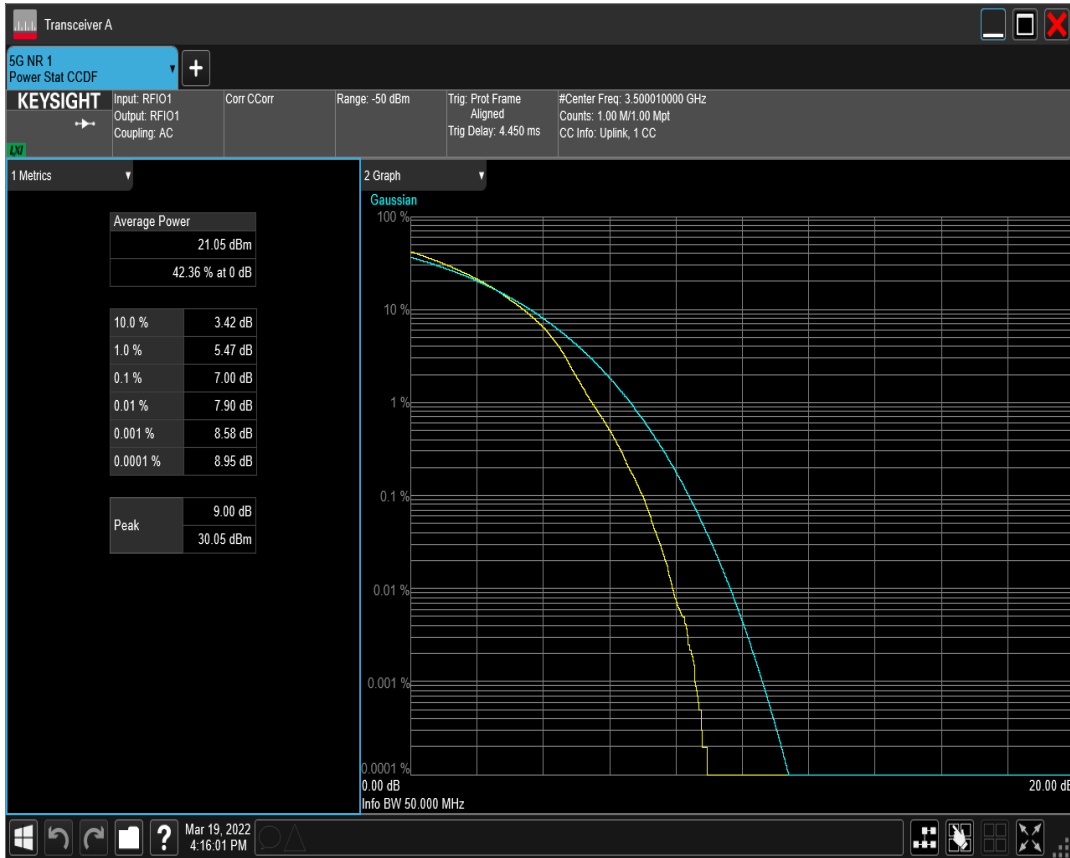 Transceiver A
5G NR 1
Power Stat CCDF
+
KEYSIGHT
LXI
Input: RFIO1
Output: RFIO1
Coupling: AC
Corr CCorr
Range: -50 dBm
Trig: Prot Frame
Aligned
Trig Delay: 4.450 ms
#Center Freq: 3.500010000 GHz
Counts: 1.00 M/1.00 Mpt
CC Info: Uplink, 1 CC
1 Metrics
Average Power
21.05 dBm
42.36 % at 0 dB
10.0 % 3.42 dB
1.0 % 5.47 dB
0.1 % 7.00 dB
0.01 % 7.90 dB
0.001 % 8.58 dB
0.0001 % 8.95 dB
Peak
9.00 dB
30.05 dBm
2 Graph
Gaussian
100 %
10 %
1 %
0.1 %
0.01 %
0.001 %
0.0001 %
0.00 dB 20.00 dB
Info BW 50.000 MHz
?
Mar 19, 2022
4:16:01 PM